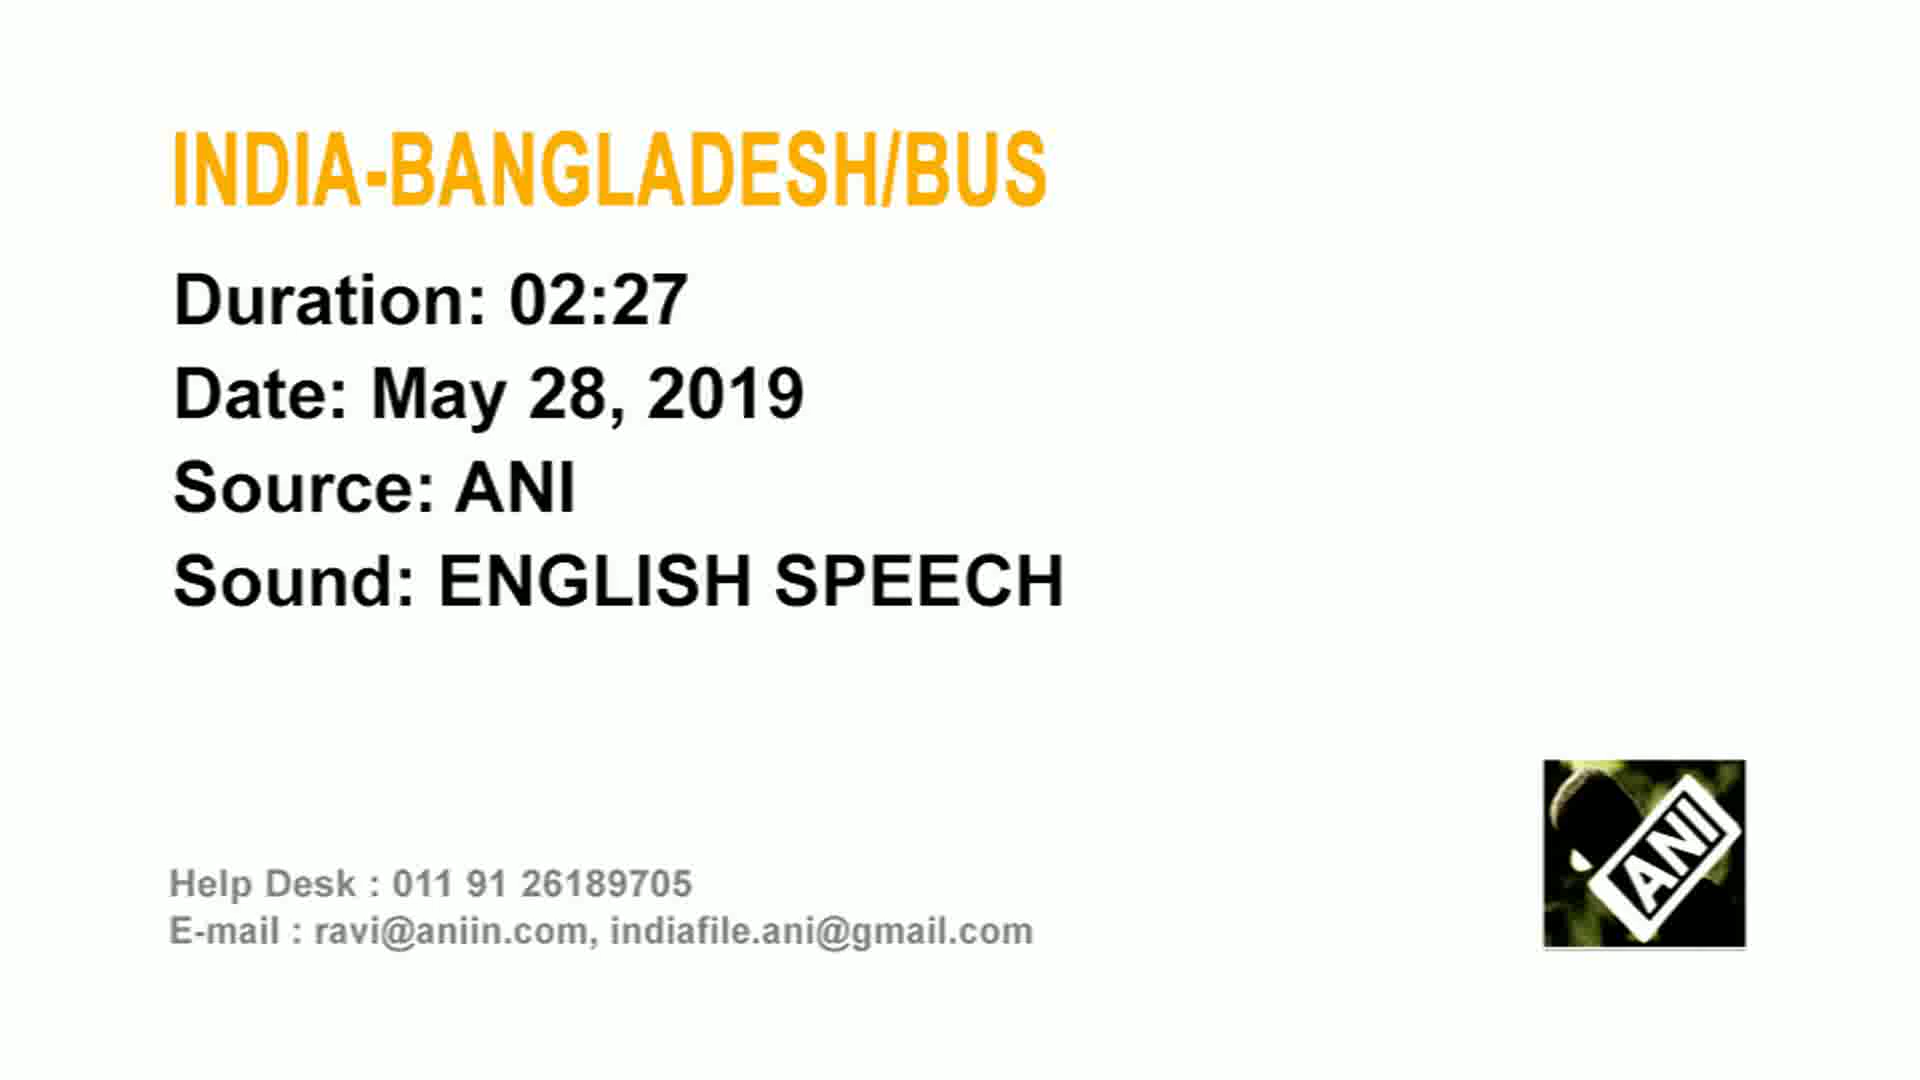 INDIA-BANGLADESH/BUS
Duration: 02:27
Date: May 28, 2019
Source: ANI
Sound: ENGLISH SPEECH
ANI
Help Desk : 011 91 26189705
E-mail : ravi@aniin.com, indiafile.ani@gmail.com